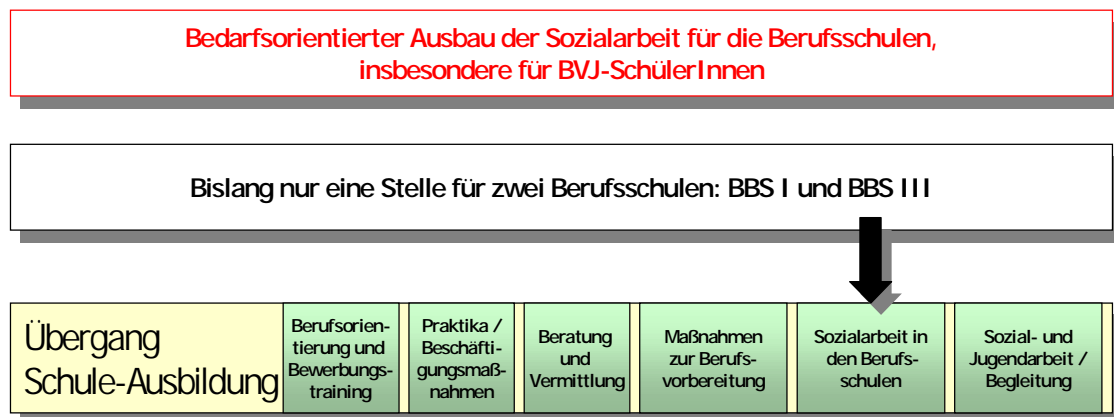 Bedarfsorientierter Ausbau der Sozialarbeit für die Berufsschulen,
insbesondere für BVJ-SchülerInnen
Bislang nur eine Stelle für zwei Berufsschulen: BBS I und BBS III
Übergang
Schule-Ausbildung
Berufsorien-
tierung und
Bewerbungs-
training
Praktika /
Beschäfti-
gungsmaß-
nahmen
Beratung
und
Vermittlung
Maßnahmen
zur Berufs-
vorbereitung
Sozialarbeit in
den Berufs-
schulen
Sozial- und
Jugendarbeit /
Begleitung